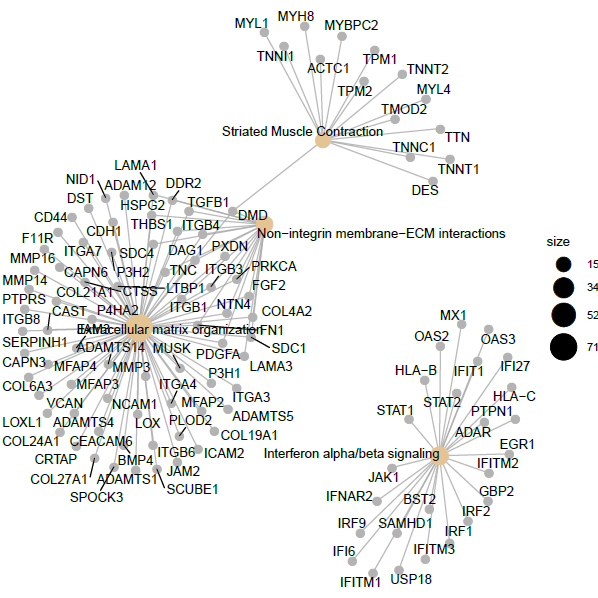 MYH8
MYL1
MYBPC2
TNNI1
ACTC1
TPM1
TNNT2
TPM2
MYL4
TMOD2
Striated Muscle Contraction
TTN
TNNC1
TNNT1
DES
LAMA1
NID1
ADAM12
DDR2
DST
HSPG2
TGFB1
CD44
THBS1
ITGB4
DMD
F11R
CDH1
Non−integrin membrane−ECM interactions
ITGA7
SDC4
DAG1
PXDN
MMP16
CAPN6
P3H2
TNC
ITGB3
PRKCA
MMP14
COL21A1
CTSS
LTBP1
FGF2
PTPRS
CAST
P4HA2
ITGB1
NTN4
COL4A2
ITGB8
JAM3
Extracellular matrix organization
FN1
SERPINH1
ADAMTS14
MUSK
PDGFA
SDC1
CAPN3
MFAP4
MMP3
P3H1
LAMA3
COL6A3
MFAP3
ITGA4
ITGA3
VCAN
NCAM1
MFAP2
ADAMTS5
LOXL1
ADAMTS4
LOX
PLOD2
COL19A1
COL24A1
CEACAM6
ITGB6
ICAM2
CRTAP
BMP4
JAM2
COL27A1
ADAMTS1
SCUBE1
SPOCK3
MX1
OAS2
OAS3
HLA−B
IFIT1
IFI27
STAT2
HLA−C
STAT1
PTPN1
ADAR
EGR1
Interferon alpha/beta signaling
IFITM2
JAK1
GBP2
IFNAR2
BST2
IRF2
IRF9
SAMHD1
IRF1
IFI6
IFITM3
IFITM1
USP18
size
15
34
52
71